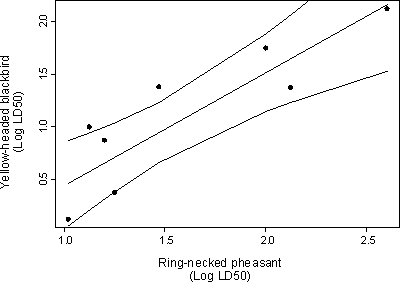 Yellow-headed blackbird
(Log LD50)
2.0
1.5
1.0
0.5
1.0 1.5 2.0 2.5
Ring-necked pheasant
(Log LD50)